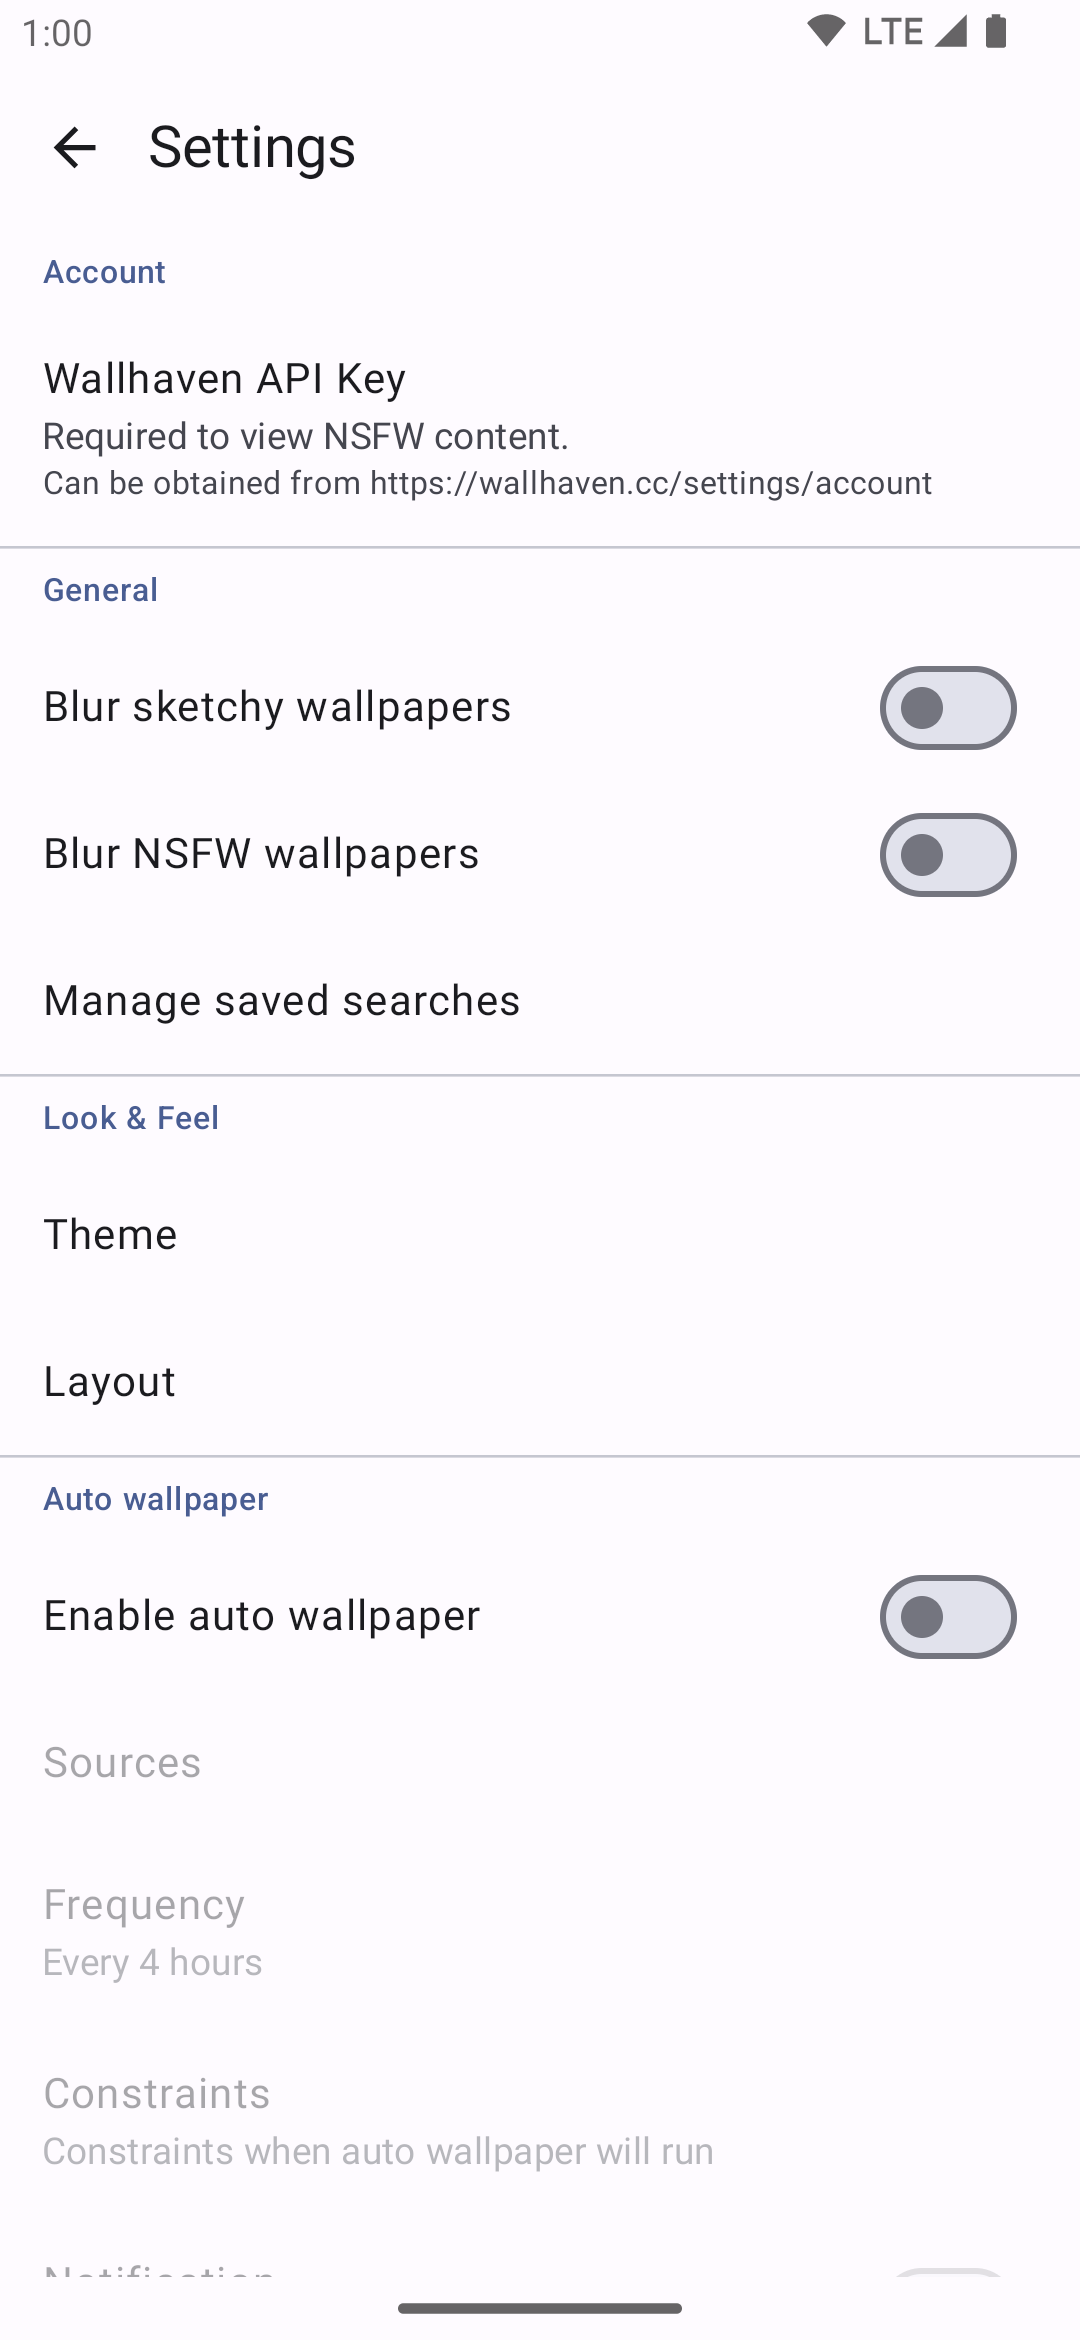 1:00
LTE
Settings
Account
Wallhaven API Key
Required to view NSFW content.
Can be obtained from https://wallhaven.cc/settings/account
General
Blur sketchy wallpapers
Blur NSFW wallpapers
Manage saved searches
Look & Feel
Theme
Layout
Auto wallpaper
Enable auto wallpaper
Sources
Frequency
Every 4 hours
Constraints
Constraints when auto wallpaper will run
Notification